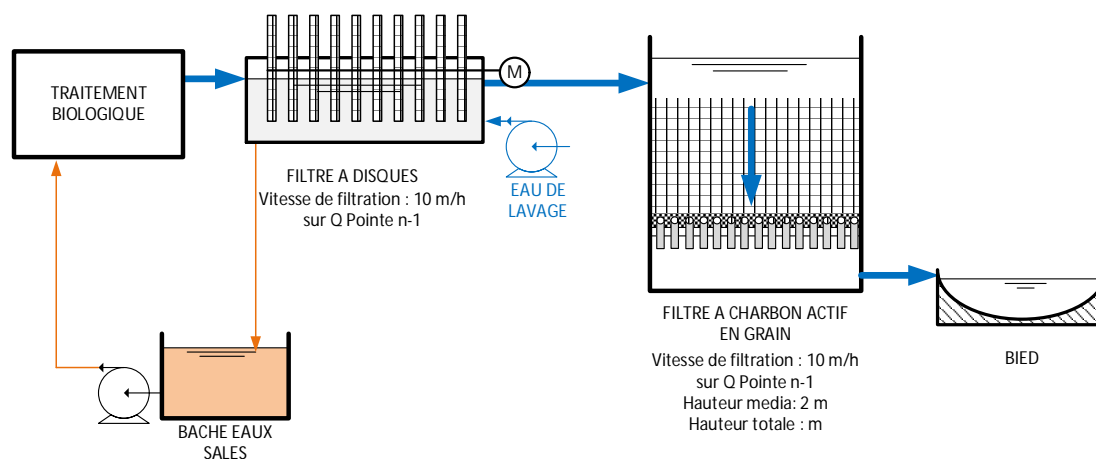 TRAITEMENT
BIOLOGIQUE
M
FILTRE A DISQUES
Vitesse de filtration : 10 m/h
sur Q Pointe n-1
EAU DE
LAVAGE
FILTRE A CHARBON ACTIF
EN GRAIN
Vitesse de filtration : 10 m/h
sur Q Pointe n-1
Hauteur media: 2 m
Hauteur totale : m
BIED
BACHE EAUX
SALES